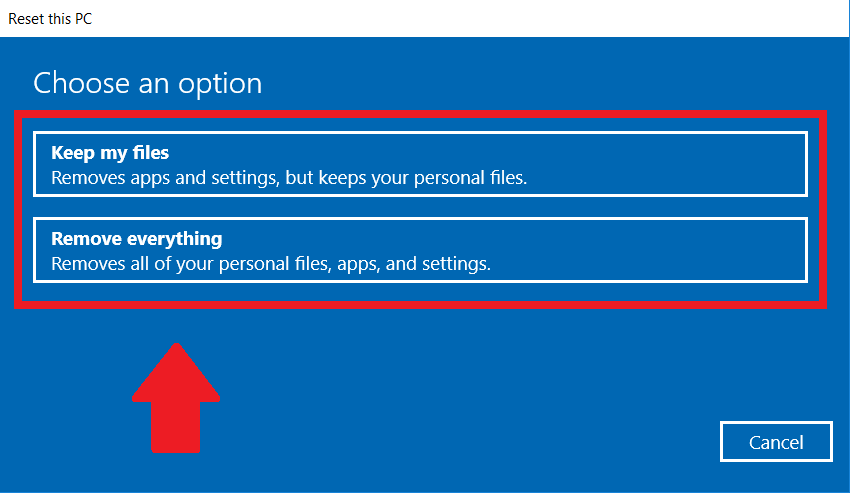 Reset this PC
Choose an option
Keep my files
Removes apps and settings, but keeps your personal files.
Remove everything
Removes all of your personal files, apps, and settings.
Cancel